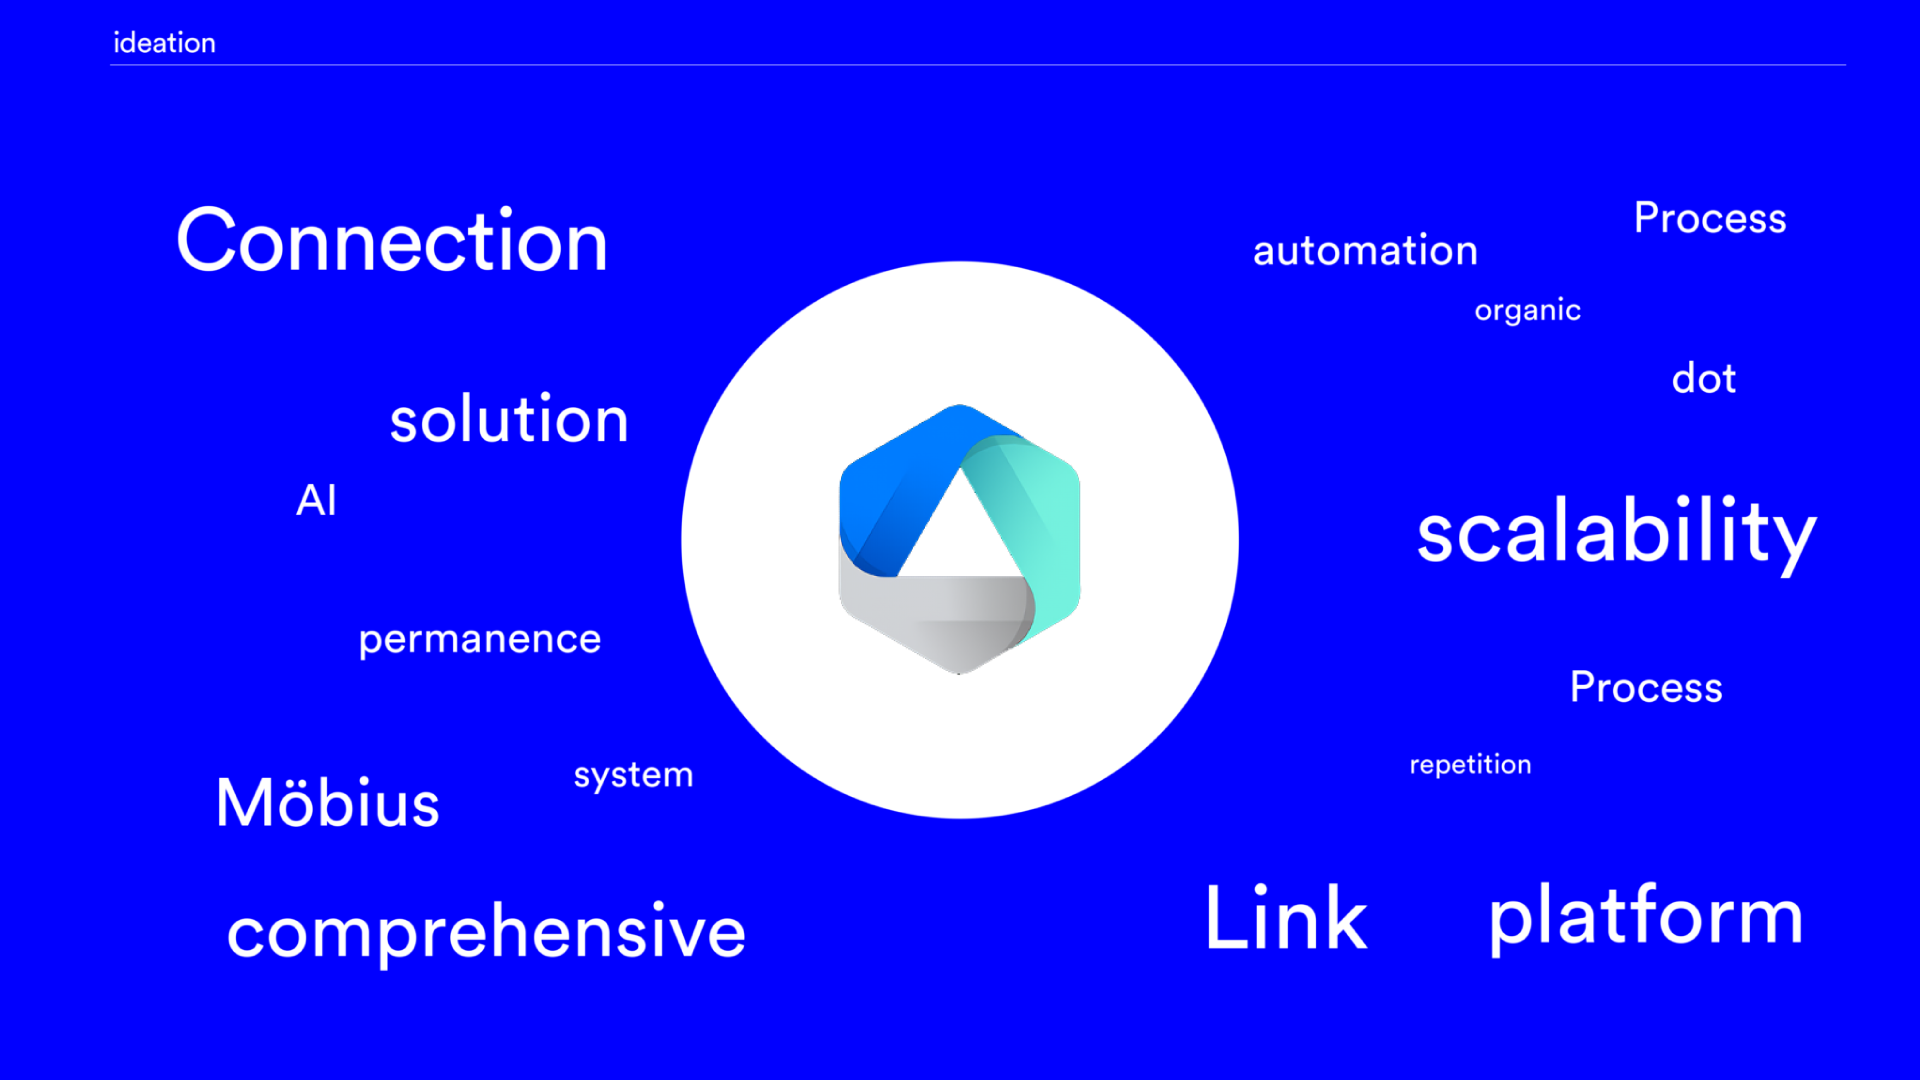 ideation
Connection
solution
AI
permanence
Möbius
system
comprehensive
automation
Process
organic
dot
scalability
Process
repetition
Link
platform